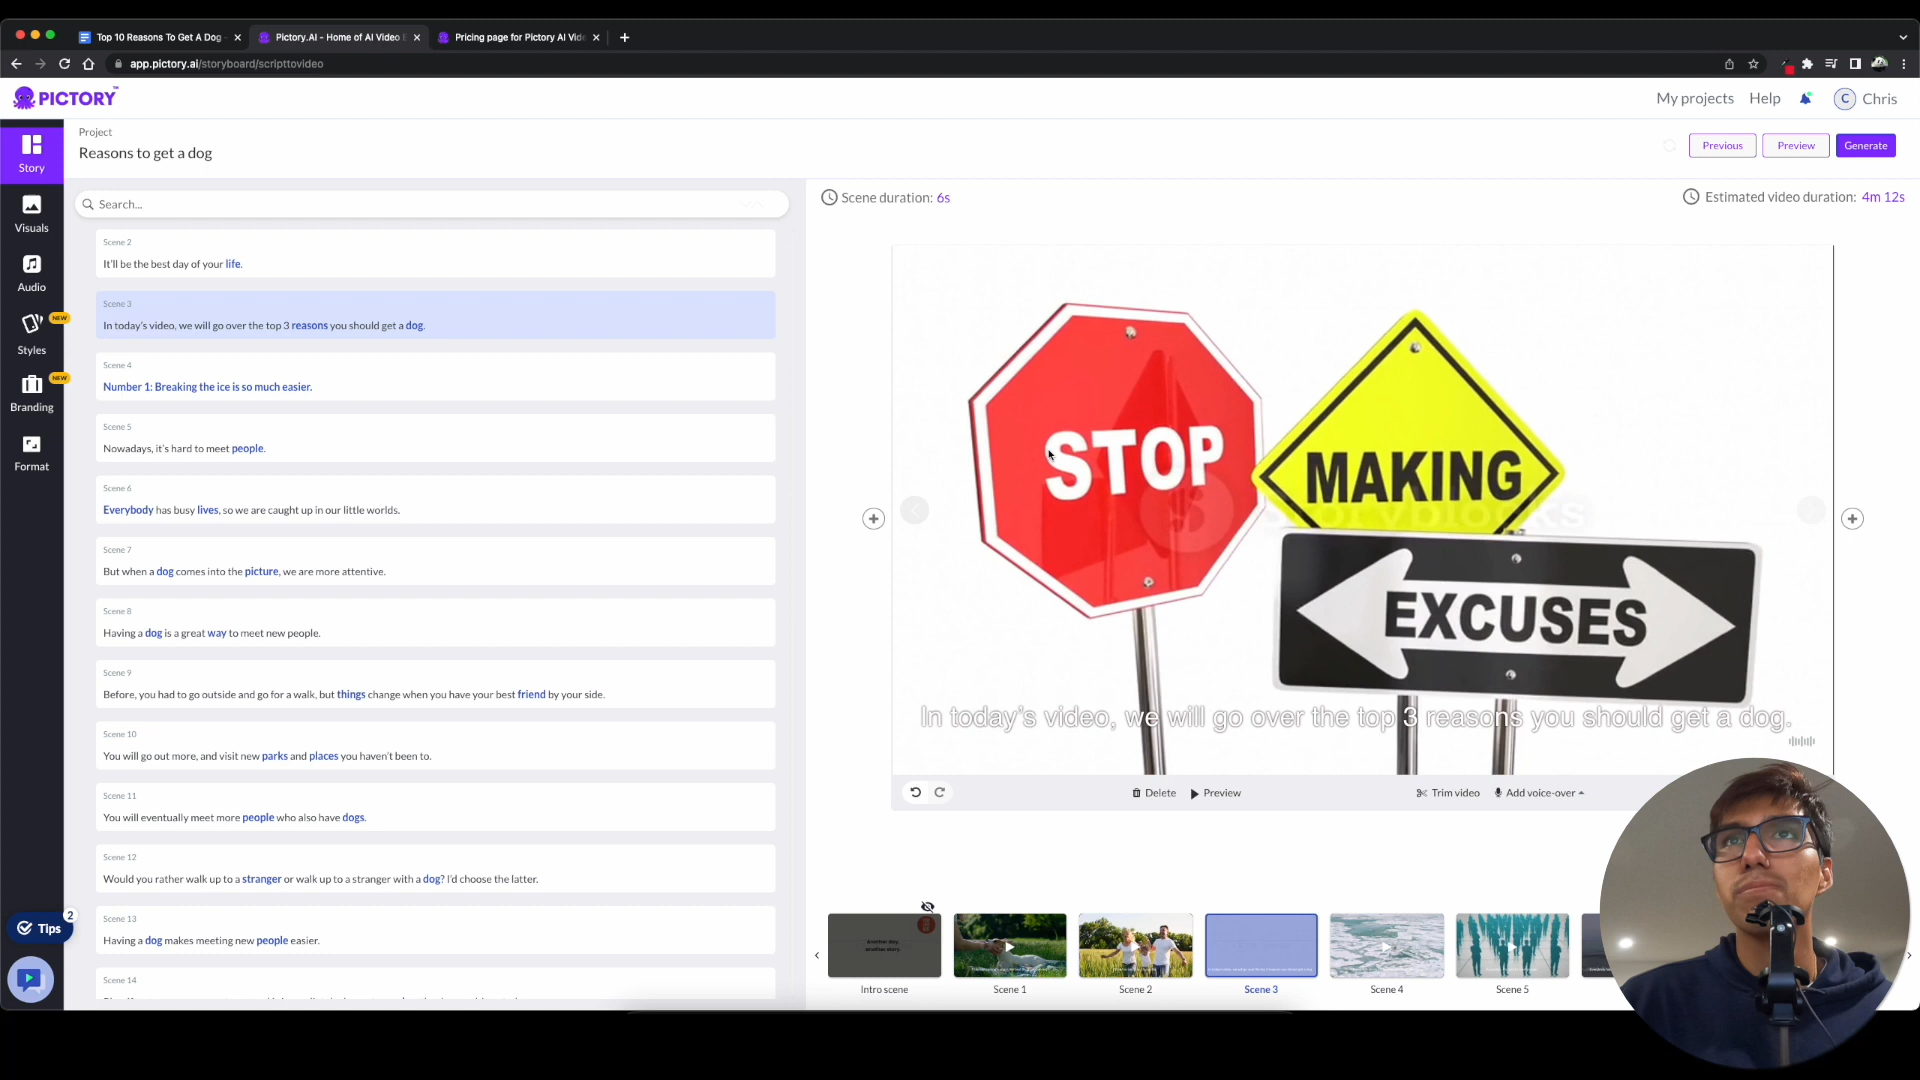 Top 10 Reasons To Get A Dog
Pictory.AI - Home of AI Video
Pricing page for Pictory AI Vid
app.pictory.ai/storyboard/scripttovideo
PICTORY
My projects
Help
C
Chris
Project
Reasons to get a dog
Previous
Preview
Generate
Story
Visuals
Audio
NEW
Styles
NEW
Branding
Format
2
Tips
Search...
Scene 2
It'll be the best day of your life.
Scene 3
In today's video, we will go over the top 3 reasons you should get a dog.
Scene 4
Number 1: Breaking the ice is so much easier.
Scene 5
Nowadays, it's hard to meet people.
Scene 6
Everybody has busy lives, so we are caught up in our little worlds.
Scene 7
But when a dog comes into the picture, we are more attentive.
Scene 8
Having a dog is a great way to meet new people.
Scene 9
Before, you had to go outside and go for a walk, but things change when you have your best friend by your side.
Scene 10
You will go out more, and visit new parks and places you haven't been to.
Scene 11
You will eventually meet more people who also have dogs.
Scene 12
Would you rather walk up to a stranger or walk up to a stranger with a dog? I'd choose the latter.
Scene 13
Having a dog makes meeting new people easier.
Scene 14
Scene duration: 6s
Estimated video duration: 4m 12s
STOP
MAKING
EXCUSES
Storyblocks
In today's video, we will go over the top 3 reasons you should get a dog.
Delete
Preview
Trim video
Add voice-over
Another day,
another story.
Intro scene
Scene 1
Scene 2
Scene 3
Scene 4
Scene 5